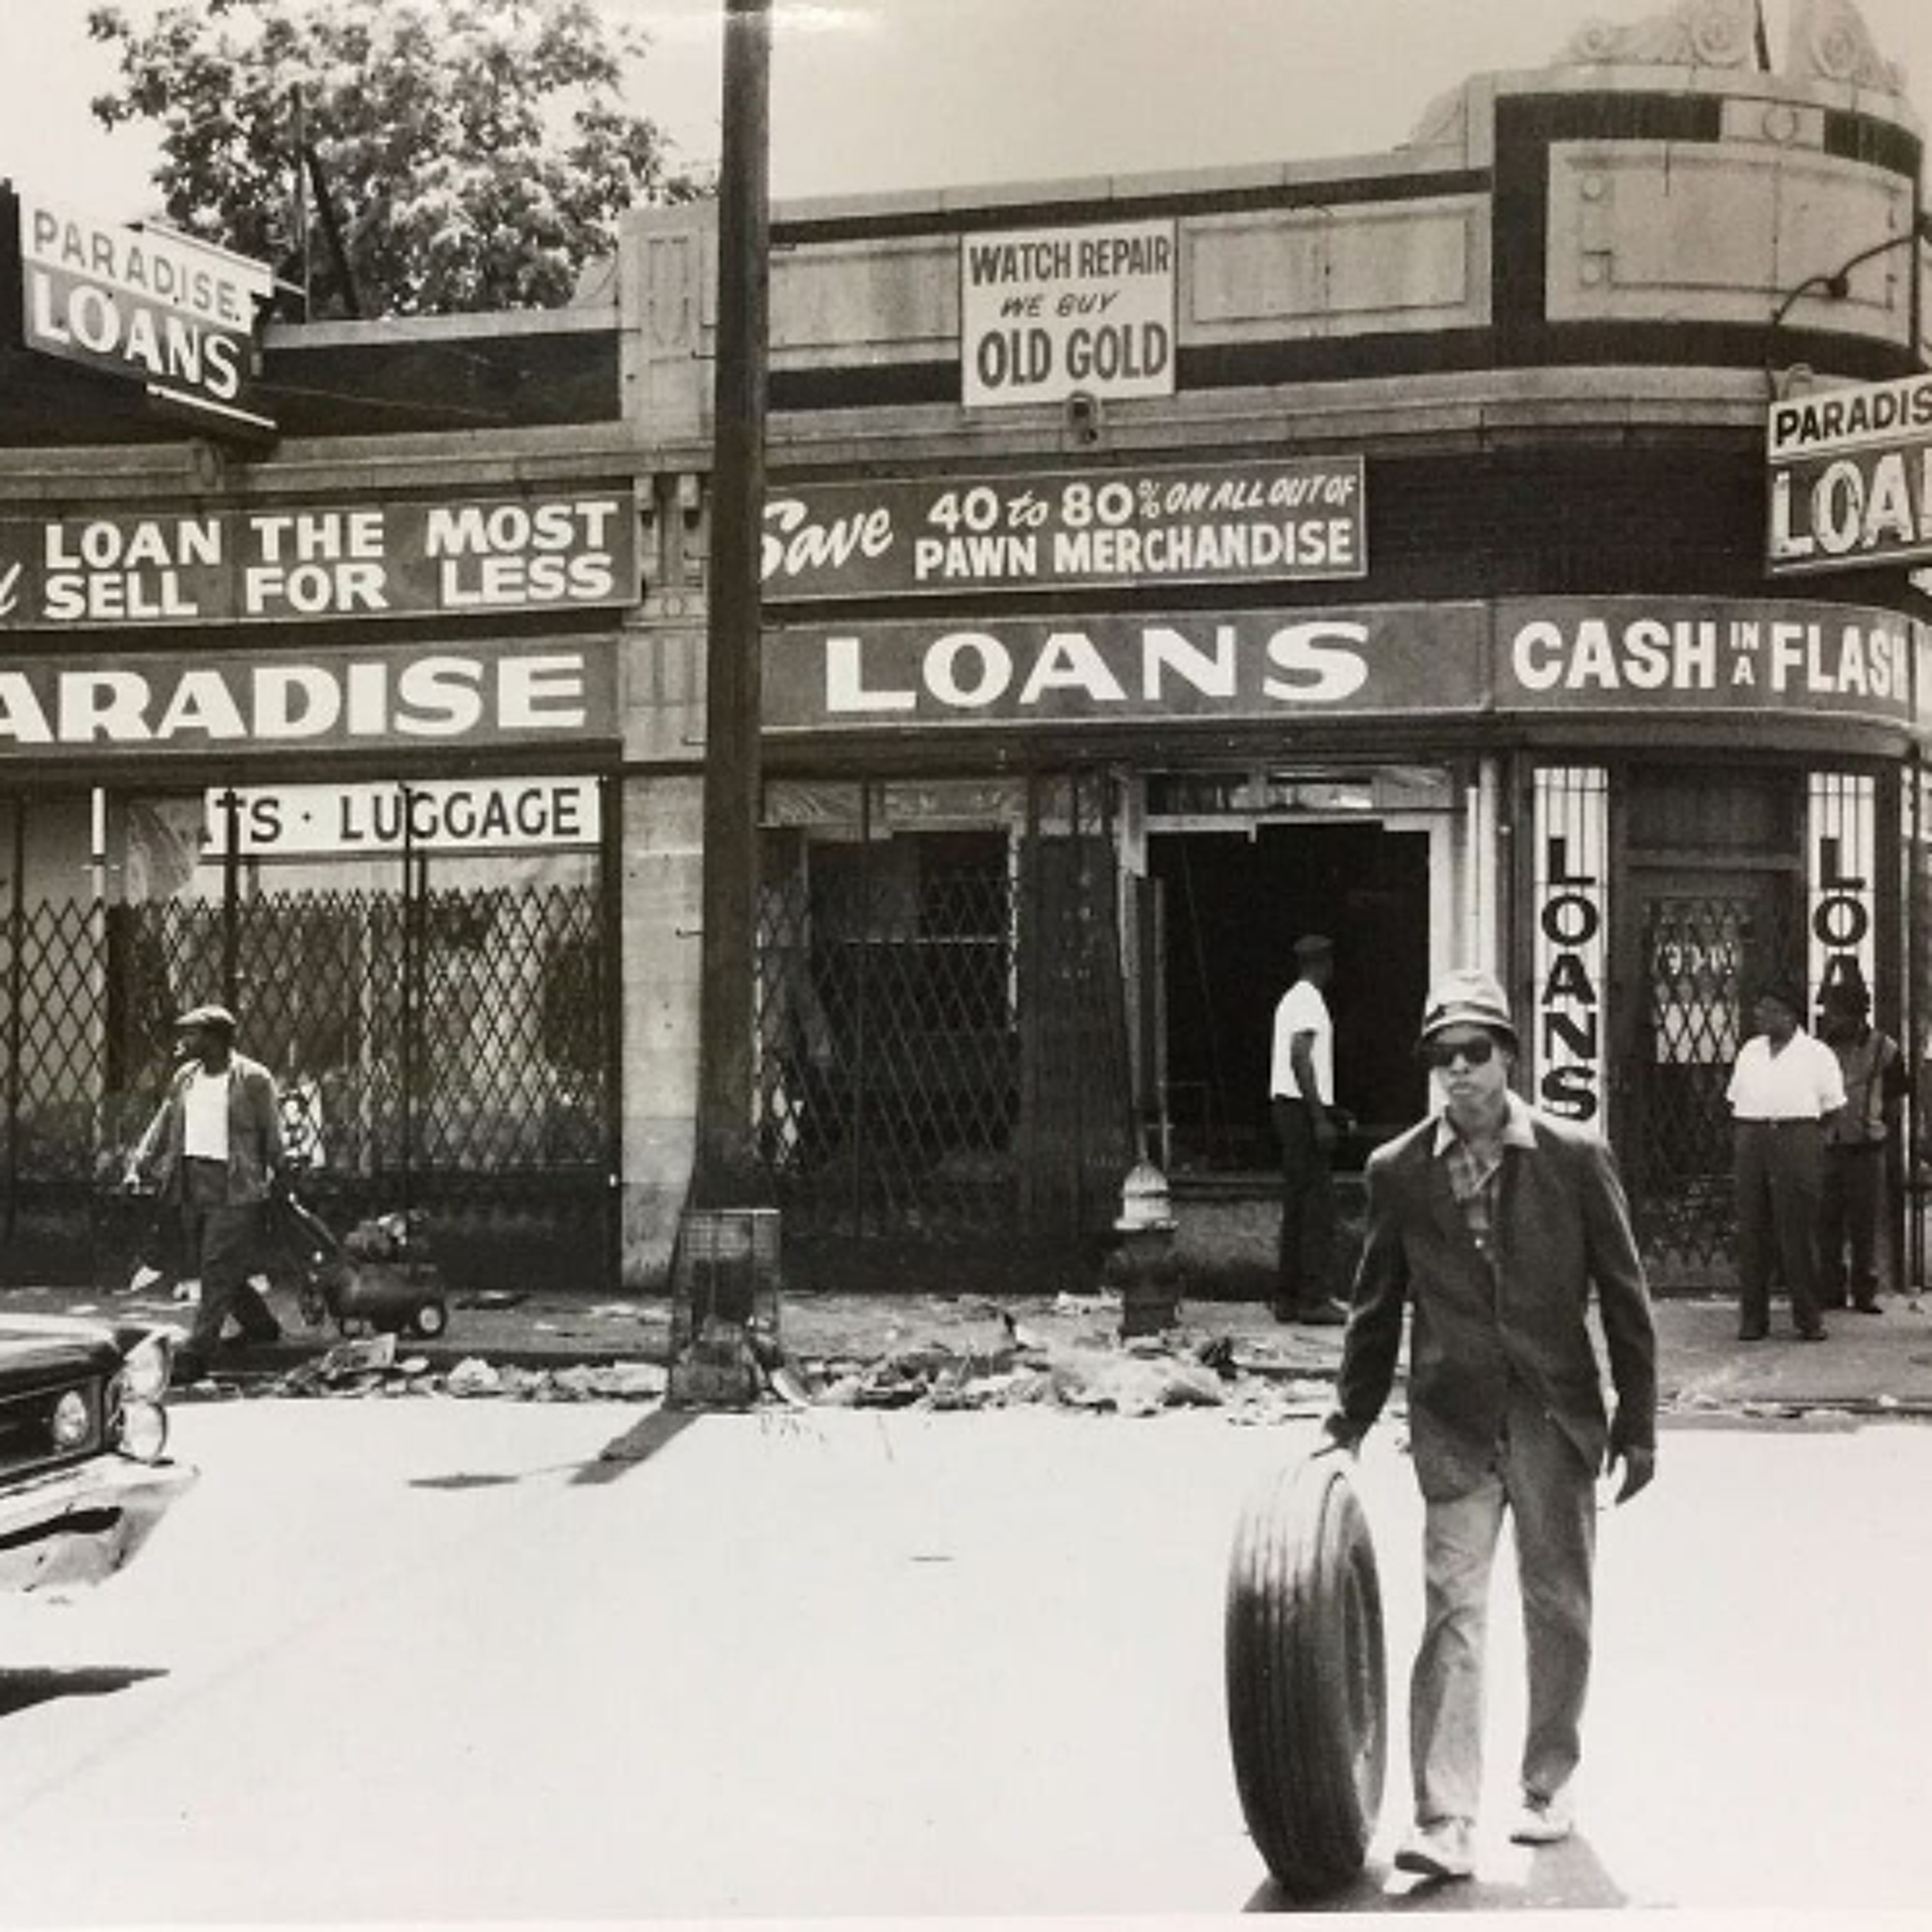 PARADISE
LOANS
WATCH REPAIR
WE BUY
OLD GOLD
PARADIS
LOA
LOAN THE MOST
SELL FOR LESS
Save 40 to 80% ON ALL OUT OF
PAWN MERCHANDISE
ARADISE
LOANS
CASH IN A FLASH
TS · LUGGAGE
LOANS
LOA